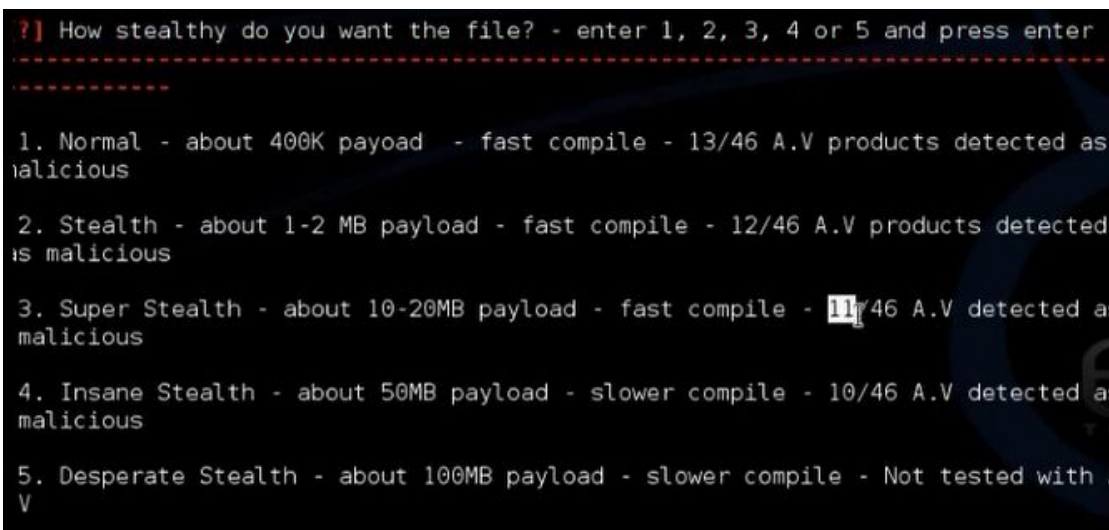 ?] How stealthy do you want the file? - enter 1, 2, 3, 4 or 5 and press enter
1. Normal - about 400K payoad  - fast compile - 13/46 A.V products detected as
malicious
2. Stealth - about 1-2 MB payload - fast compile - 12/46 A.V products detected
as malicious
3. Super Stealth - about 10-20MB payload - fast compile - 11/46 A.V detected a
malicious
4. Insane Stealth - about 50MB payload - slower compile - 10/46 A.V detected a
malicious
5. Desperate Stealth - about 100MB payload - slower compile - Not tested with
V